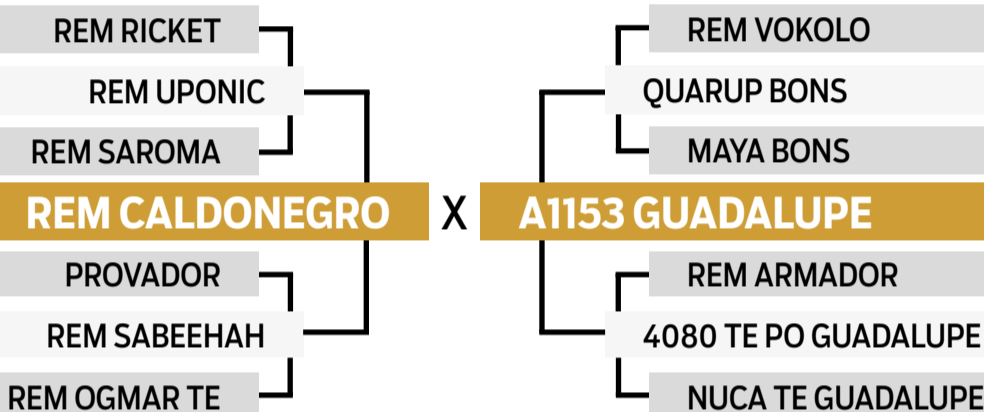 REM RICKET
REM UPONIC
REM SAROMA
REM CALDONEGRO
PROVADOR
REM SABEEHAH
REM OGMAR TE
X
REM VOKOLO
QUARUP BONS
MAYA BONS
A1153 GUADALUPE
REM ARMADOR
4080 TE PO GUADALUPE
NUCA TE GUADALUPE